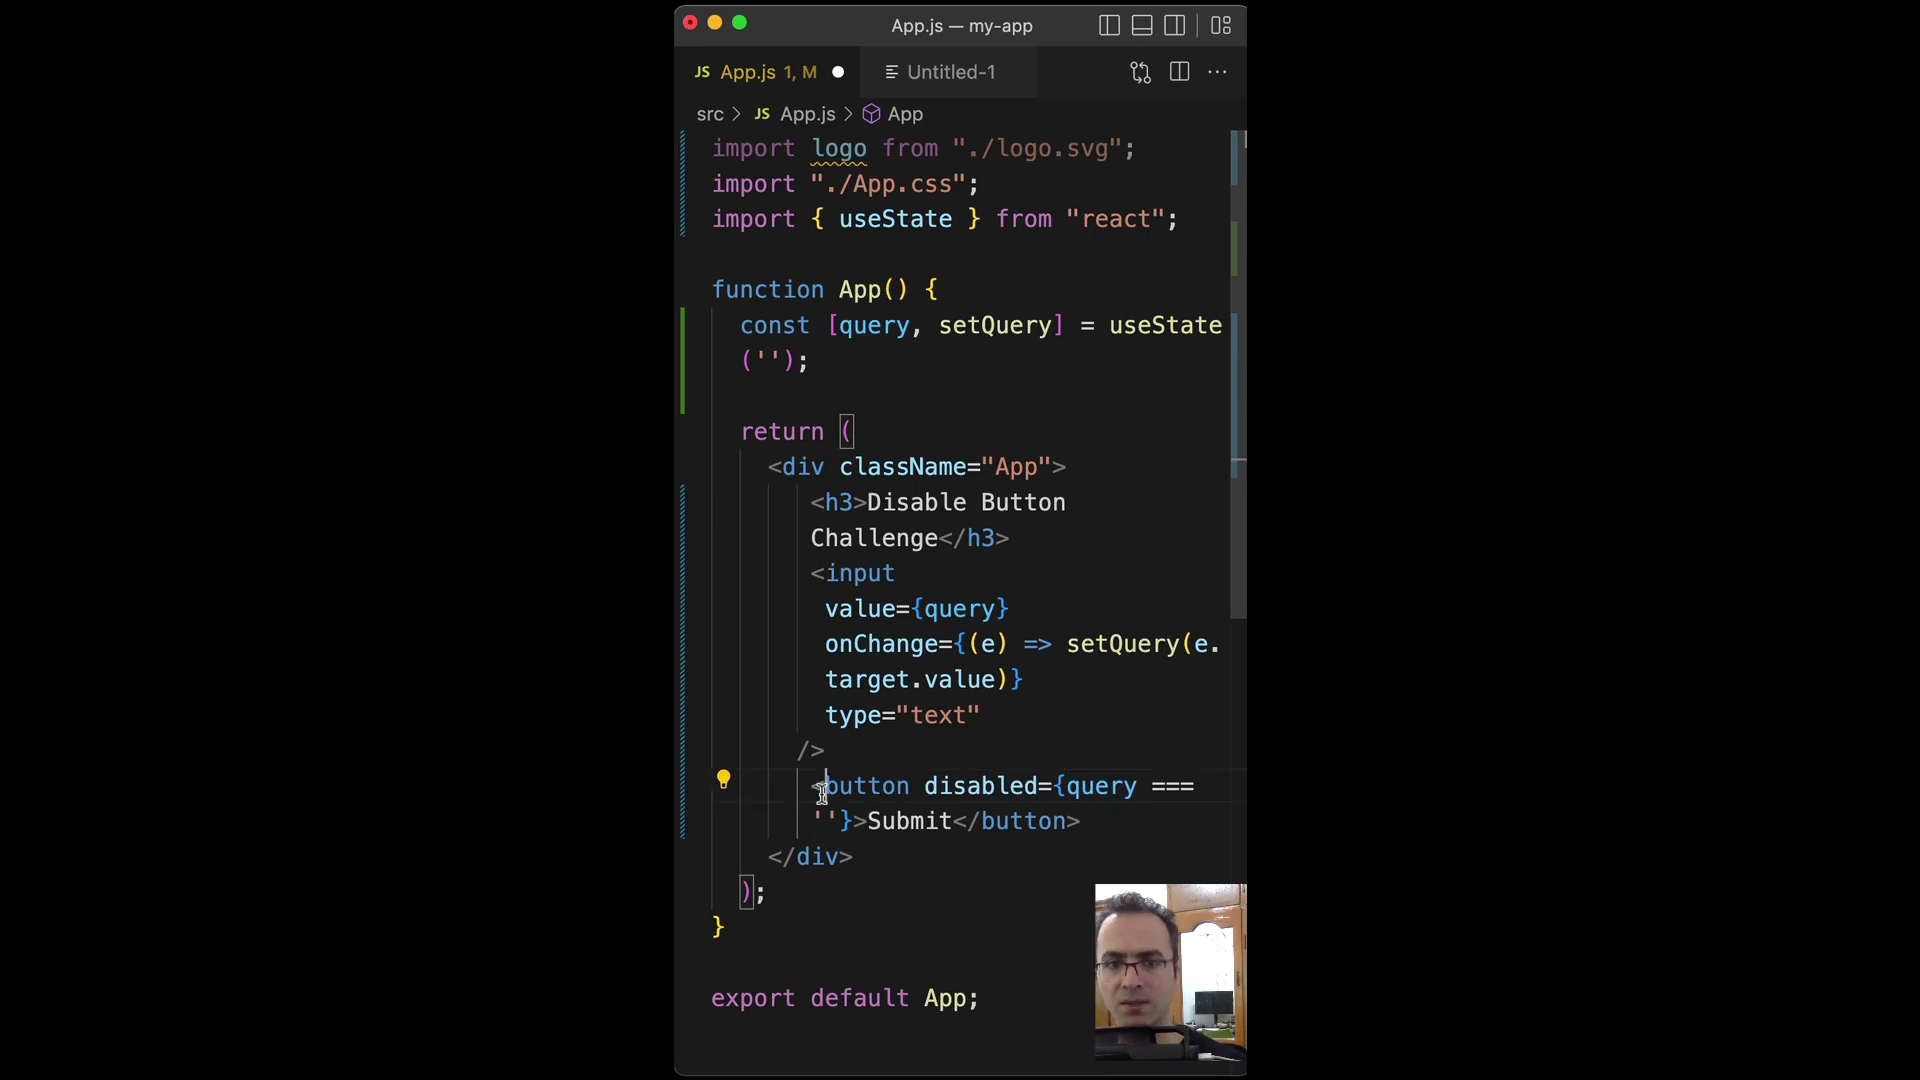 App.js — my-app
JS App.js 1, M
Untitled-1
src > JS App.js > App
import logo from "./logo.svg";
import "./App.css";
import { useState } from "react";
function App() {
const [query, setQuery] = useState
('');
return (
<div className="App">
<h3>Disable Button
Challenge</h3>
<input
value={query}
onChange={(e) => setQuery(e.
target.value)}
type="text"
/>
<button disabled={query ===
''}>Submit</button>
</div>
);
}
export default App;